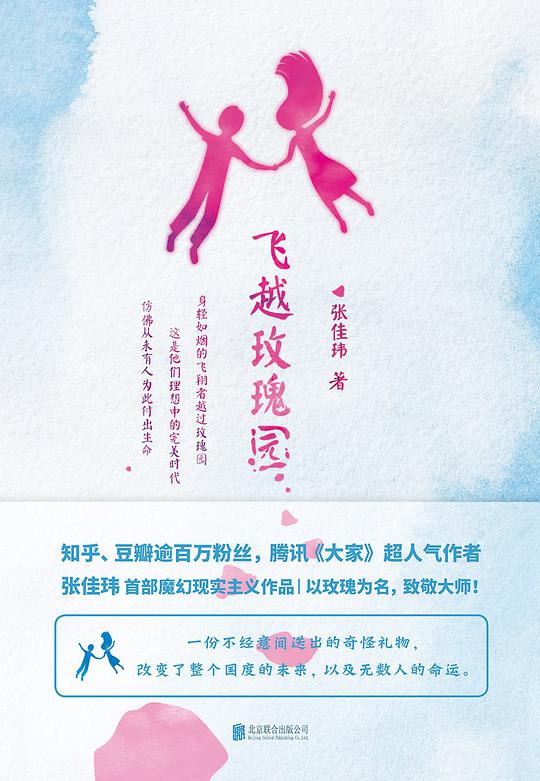 飞越玫瑰园
张佳玮 著
身轻如烟的飞翔者越过玫瑰园
这是他们理想中的完美时代
仿佛从未有人为此付出生命
知乎、豆瓣逾百万粉丝，腾讯《大家》超人气作者
张佳玮 首部魔幻现实主义作品| 以玫瑰为名，致敬大师！
一份不经意间送出的奇怪礼物，
改变了整个国度的未来，以及无数人的命运。
北京联合出版公司
Beijing United Publishing Co.,Ltd.